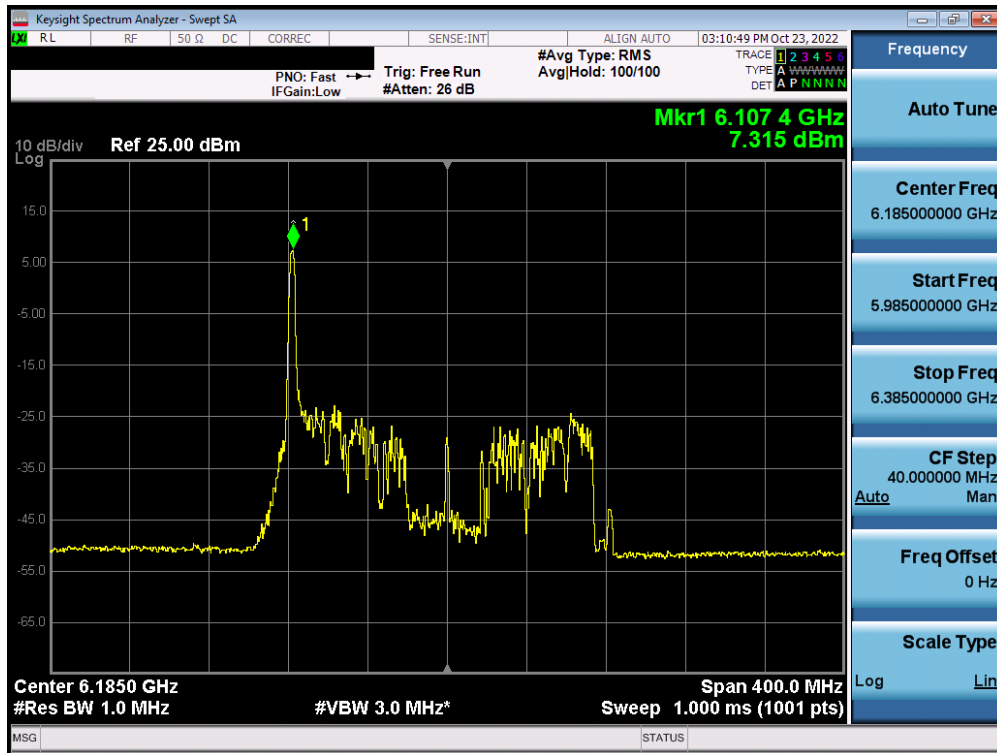 Keysight Spectrum Analyzer - Swept SA
LXI RL RF 50 Ω DC CORREC SENSE:INT ALIGN AUTO 03:10:49 PM Oct 23, 2022
PNO: Fast
IFGain:Low
Trig: Free Run
#Atten: 26 dB
#Avg Type: RMS
Avg|Hold: 100/100
TRACE 1 2 3 4 5 6
TYPE A WWWWW
DET A P N N N N
Mkr1 6.107 4 GHz
7.315 dBm
10 dB/div
Log
Ref 25.00 dBm
15.0
5.00
-5.00
-15.0
-25.0
-35.0
-45.0
-55.0
-65.0
1
Center 6.1850 GHz
#Res BW 1.0 MHz
#VBW 3.0 MHz*
Span 400.0 MHz
Sweep 1.000 ms (1001 pts)
MSG
STATUS
Frequency
Auto Tune
Center Freq
6.185000000 GHz
Start Freq
5.985000000 GHz
Stop Freq
6.385000000 GHz
CF Step
40.000000 MHz
Auto Man
Freq Offset
0 Hz
Scale Type
Log Lin